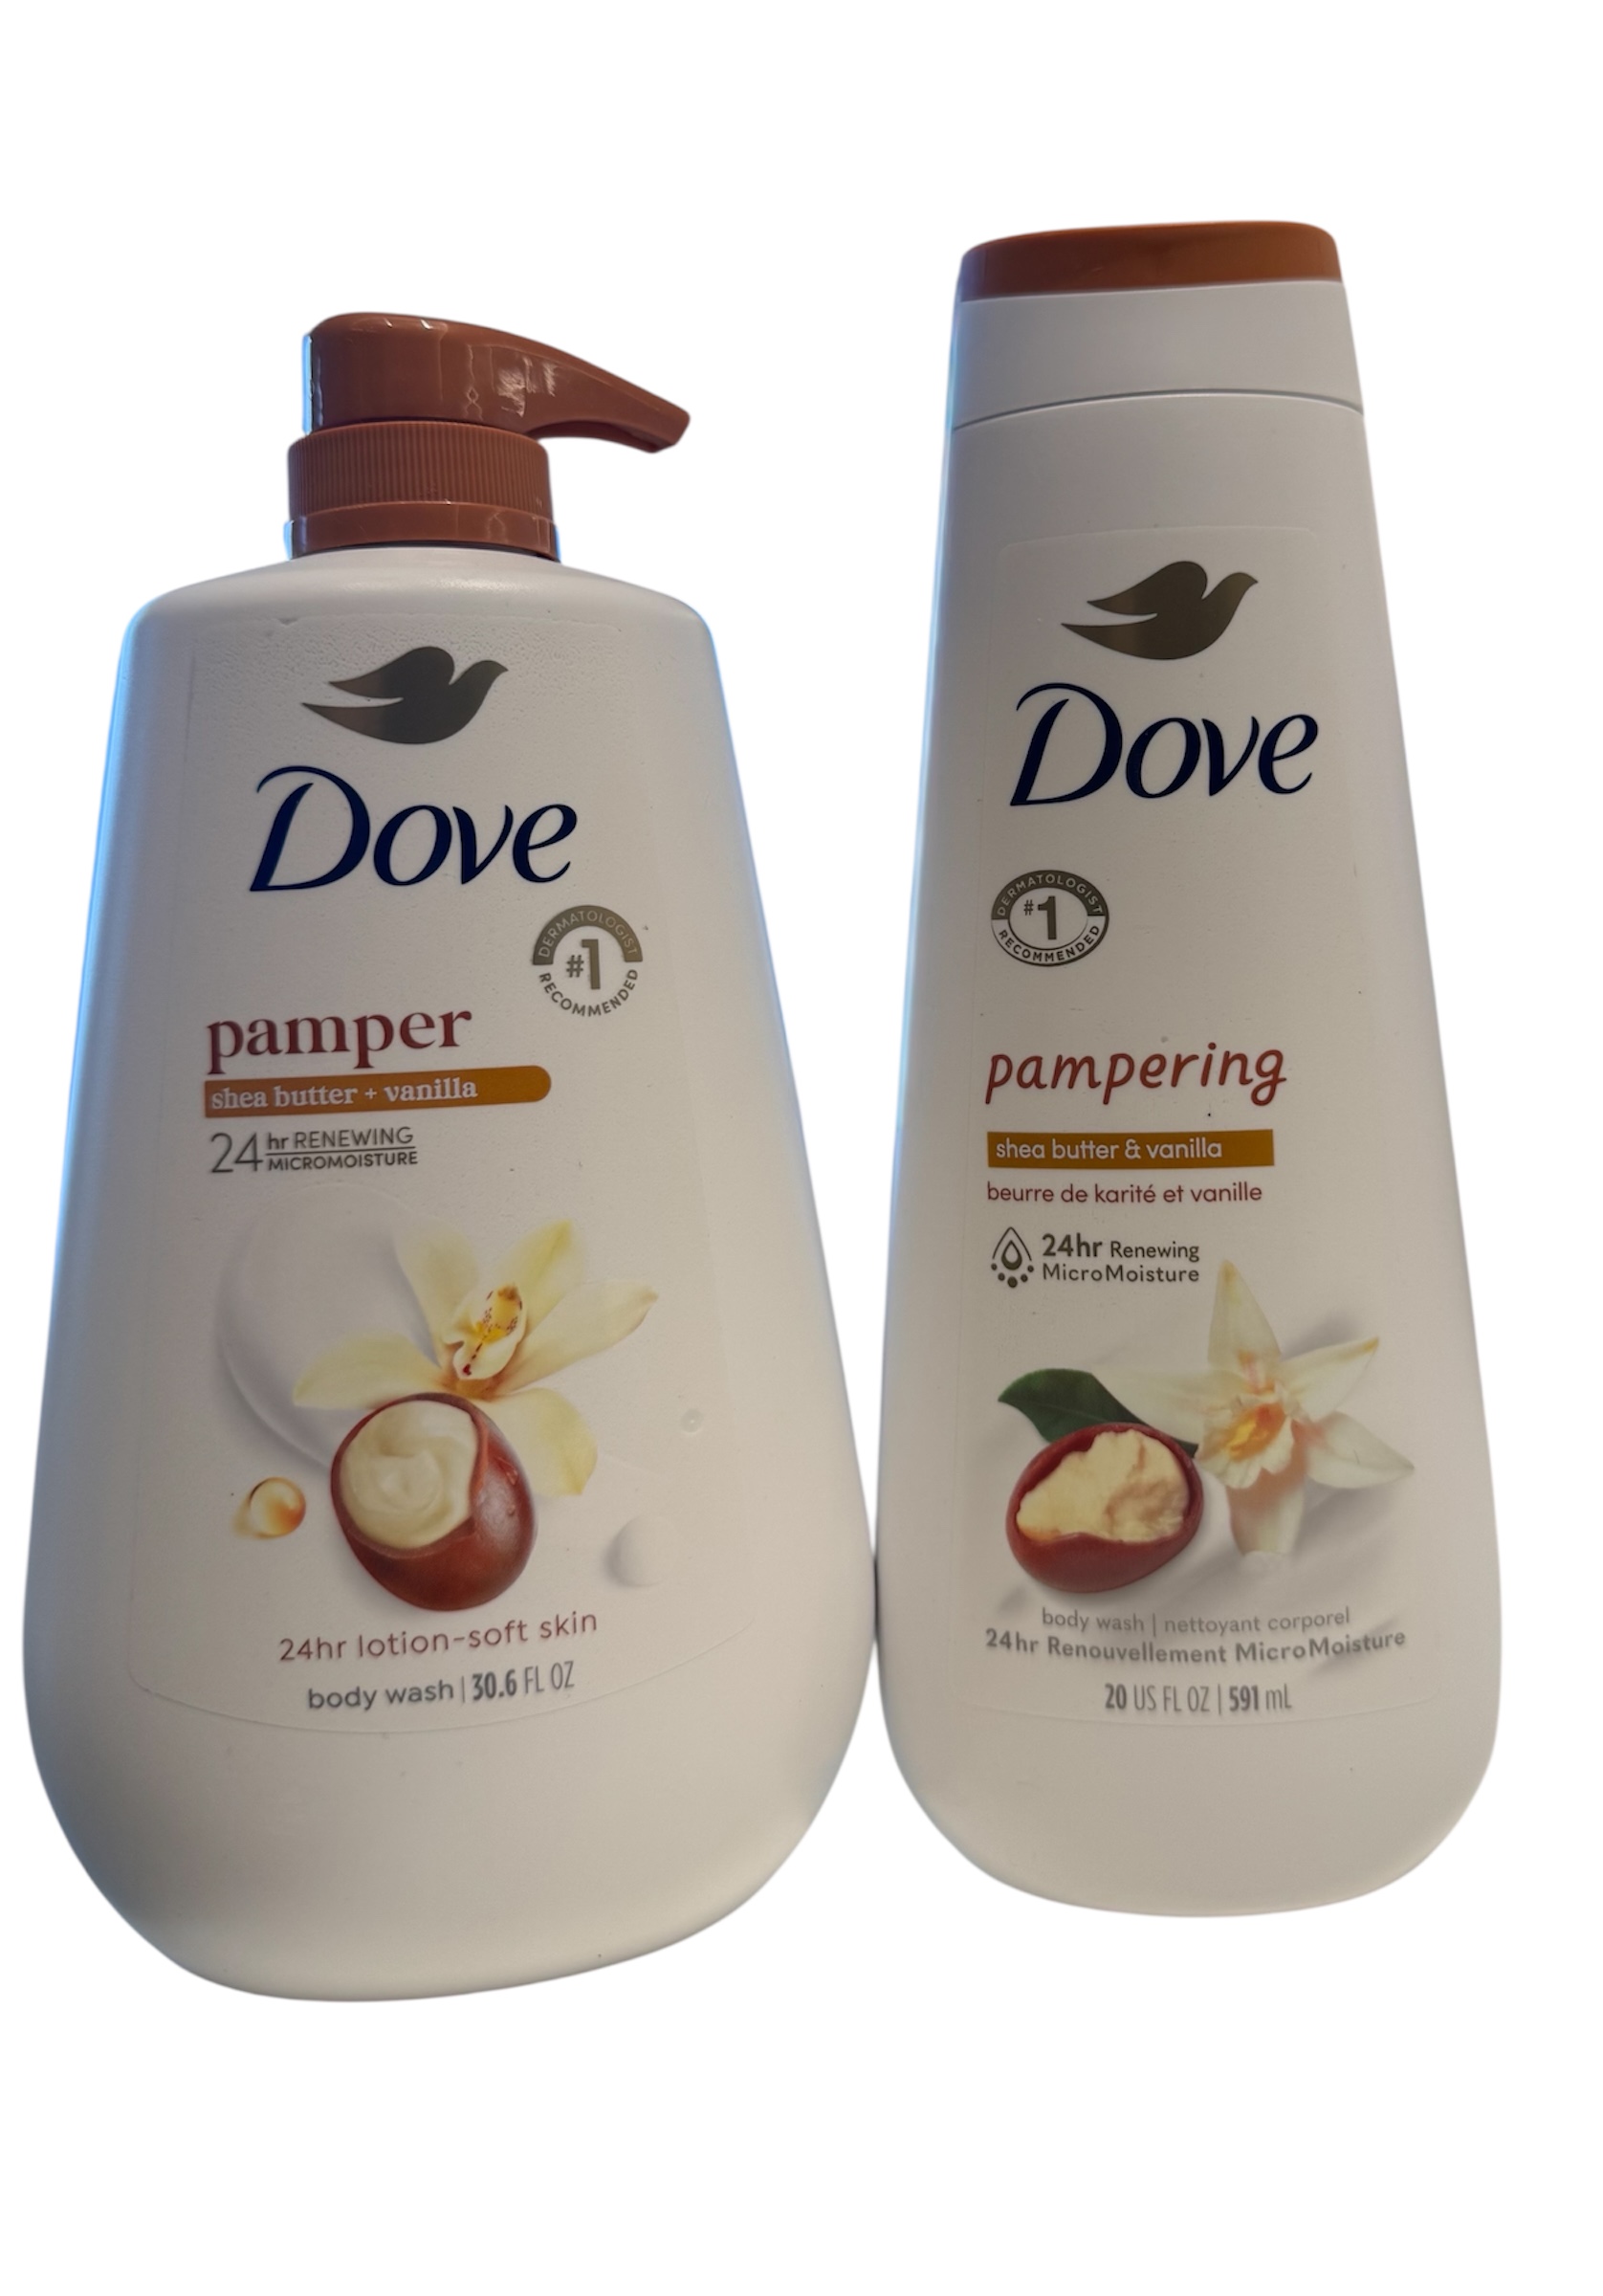 Dove
DERMATOLOGIST
#1
RECOMMENDED
pamper
shea butter + vanilla
24hr RENEWING
MICROMOISTURE
24hr lotion-soft skin
body wash | 30.6 FL OZ
Dove
DERMATOLOGIST
#1
RECOMMENDED
pampering
shea butter & vanilla
beurre de karité et vanille
24hr Renewing
MicroMoisture
body wash | nettoyant corporel
24hr Renouvellement MicroMoisture
20 US FL OZ | 591 mL